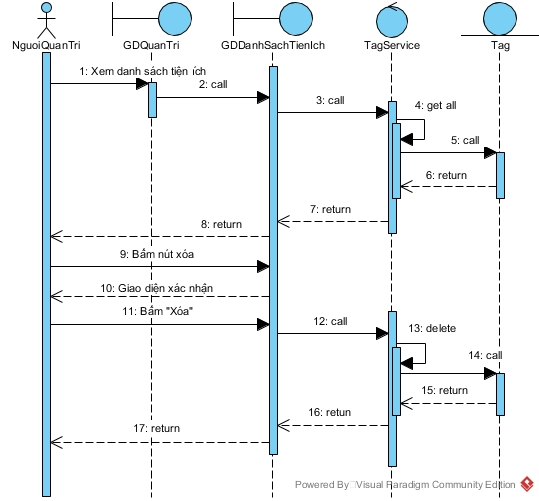 NguoiQuanTri GDQuanTri GDDanhSachTienIch TagService Tag
1: Xem danh sách tiện ích
2: call
3: call
4: get all
5: call
6: return
7: return
8: return
9: Bấm nút xóa
10: Giao diện xác nhận
11: Bấm "Xóa"
12: call
13: delete
14: call
15: return
16: retun
17: return
Powered By Visual Paradigm Community Edition